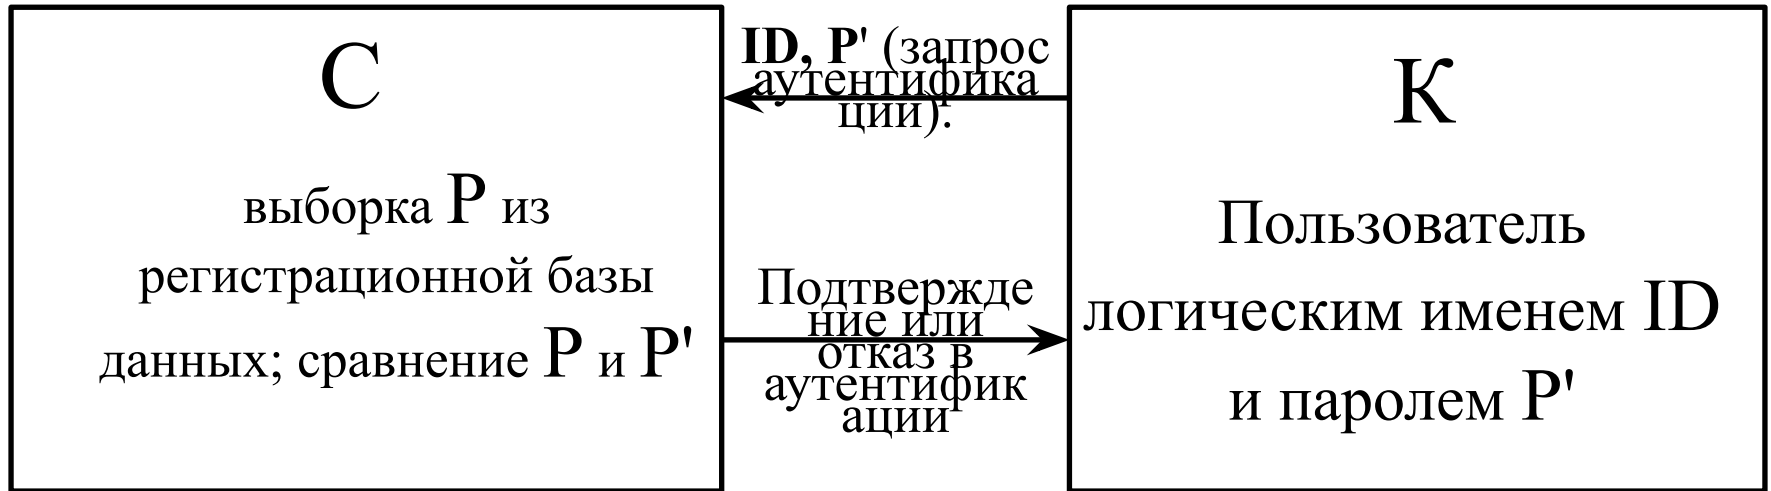 С
выборка Р из
регистрационной базы
данных; сравнение Р и Р'
ID, P' (запрос
аутентифика
ции).
Подтвержде
ние или
отказ в
аутентифик
ации
К
Пользователь
логическим именем ID
и паролем Р'